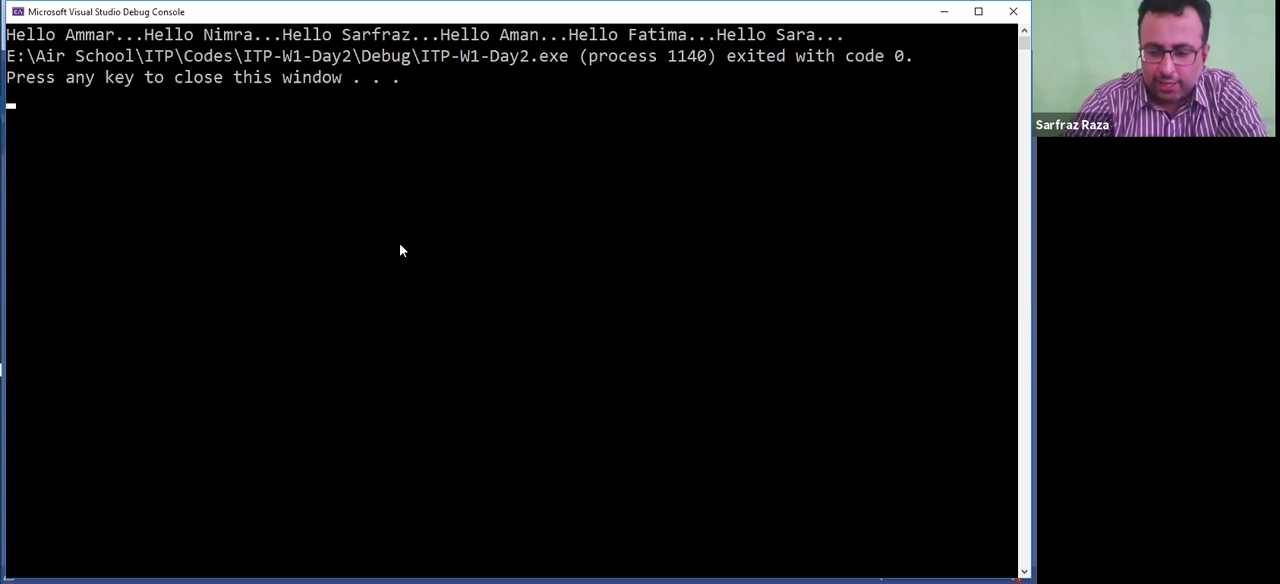 Microsoft Visual Studio Debug Console
Hello Ammar...Hello Nimra...Hello Sarfraz...Hello Aman...Hello Fatima...Hello Sara...
E:\Air School\ITP\Codes\ITP-W1-Day2\Debug\ITP-W1-Day2.exe (process 1140) exited with code 0.
Press any key to close this window . . .
Sarfraz Raza